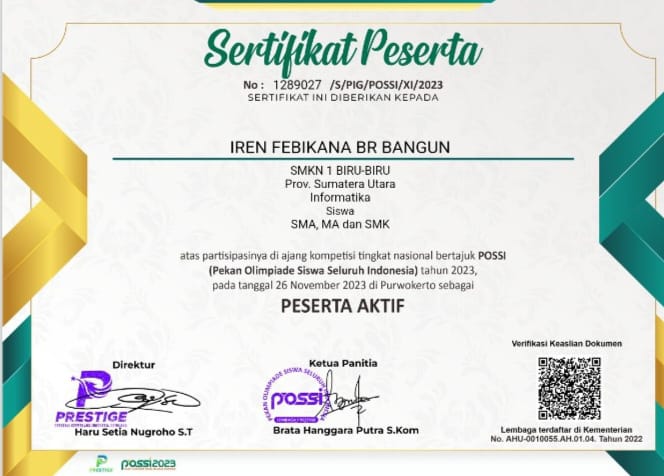 Sertifikat Peserta
No : 1289027 /S/PIG/POSSI/XI/2023
SERTIFIKAT INI DIBERIKAN KEPADA
IREN FEBIKANA BR BANGUN
SMKN 1 BIRU-BIRU
Prov. Sumatera Utara
Informatika
Siswa
SMA, MA dan SMK
atas partisipasinya di ajang kompetisi tingkat nasional bertajuk POSSI
(Pekan Olimpiade Siswa Seluruh Indonesia) tahun 2023,
pada tanggal 26 November 2023 di Purwokerto sebagai
PESERTA AKTIF
Verifikasi Keaslian Dokumen
Direktur
Ketua Panitia
PRESTIGE
possi
Haru Setia Nugroho S.T
Brata Hanggara Putra S.Kom
Lembaga terdaftar di Kementerian
No. AHU-0010055.AH.01.04. Tahun 2022
PRESTIGE
possi2023